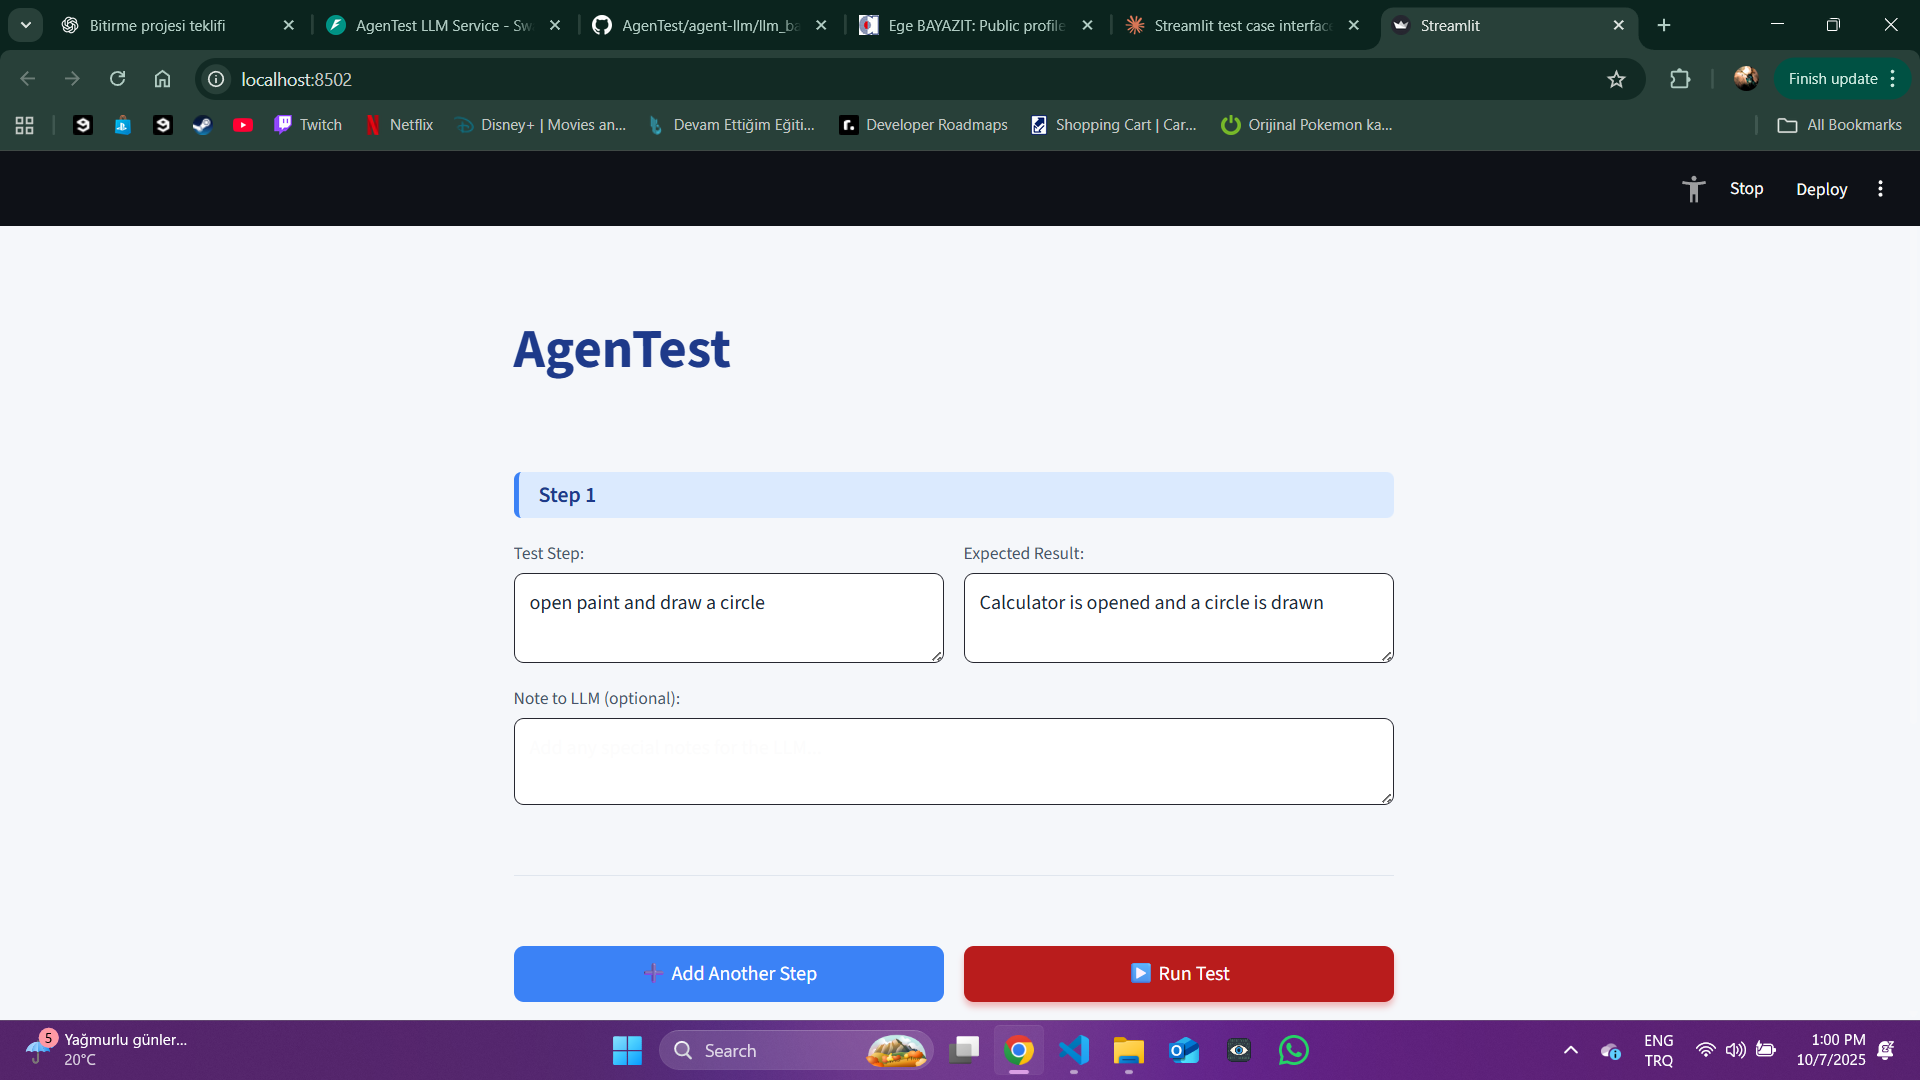 Bitirme projesi teklifi
AgenTest LLM Service - Sw
AgenTest/agent-llm/llm_ba
Ege BAYAZIT: Public profile
Streamlit test case interface
Streamlit
localhost:8502
Finish update
Twitch
Netflix
Disney+ | Movies an...
Devam Ettiğim Eğiti...
Developer Roadmaps
Shopping Cart | Car...
Orijinal Pokemon ka...
All Bookmarks
Stop
Deploy
AgenTest
Step 1
Test Step:
Expected Result:
open paint and draw a circle
Calculator is opened and a circle is drawn
Note to LLM (optional):
Add Another Step
Run Test
5
Yağmurlu günler...
20°C
Search
ENG
TRQ
1:00 PM
10/7/2025